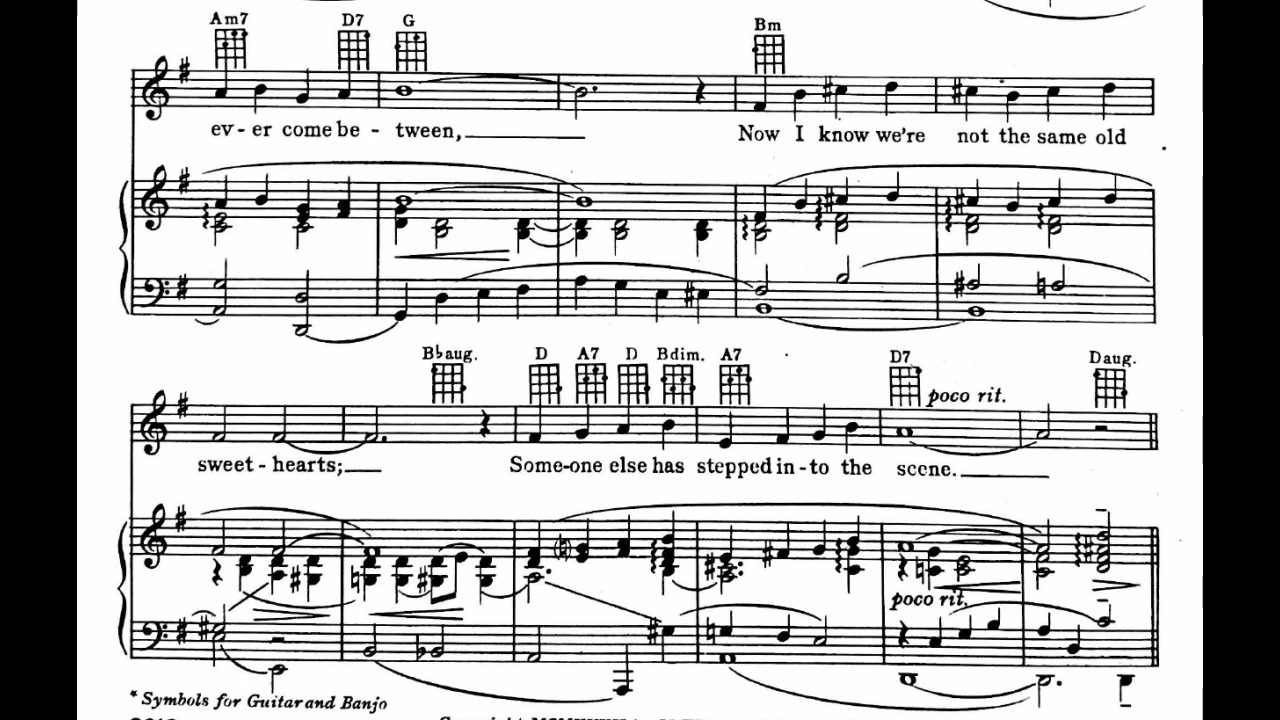 Am7 D7 G Bm
ev-er come be-tween, Now I know we're not the same old
B♭aug. D A7 D Bdim. A7 D7 Daug.
poco rit.
sweet-hearts; Some-one else has stepped in-to the scene.
poco rit.
* Symbols for Guitar and Banjo